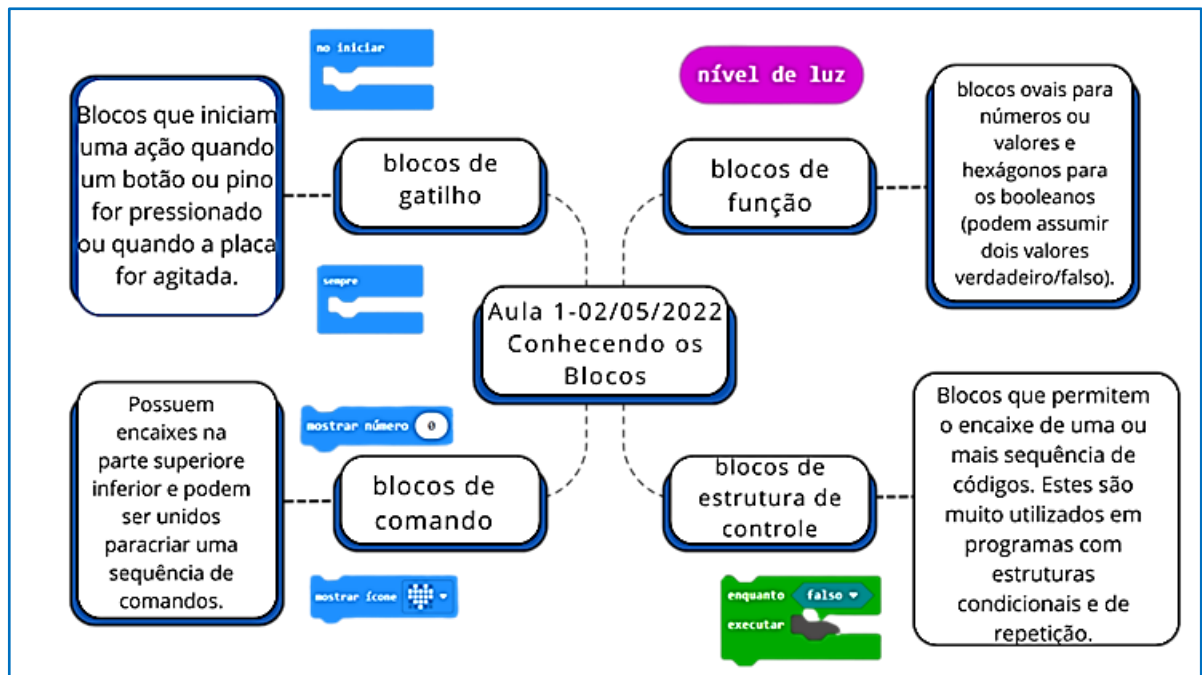 no iniciar
Blocos que iniciam
uma ação quando
um botão ou pino
for pressionado
ou quando a placa
for agitada.
blocos de
gatilho
sempre
nível de luz
blocos de
função
blocos ovais para
números ou
valores e
hexágonos para
os booleanos
(podem assumir
dois valores
verdadeiro/falso).
Aula 1-02/05/2022
Conhecendo os
Blocos
Possuem
encaixes na
parte superiore
inferior e podem
ser unidos
paracriar uma
sequência de
comandos.
mostrar número 0
blocos de
comando
mostrar ícone
blocos de
estrutura de
controle
enquanto falso
executar
Blocos que permitem
o encaixe de uma ou
mais sequência de
códigos. Estes são
muito utilizados em
programas com
estruturas
condicionais e de
repetição.